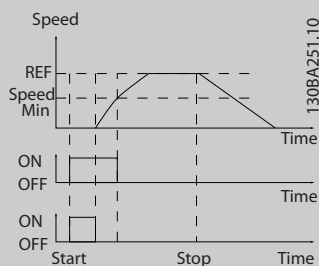 Speed
REF
Speed
Min
Time
130BA251.10
ON
OFF
Time
ON
OFF
Start
Stop
Time